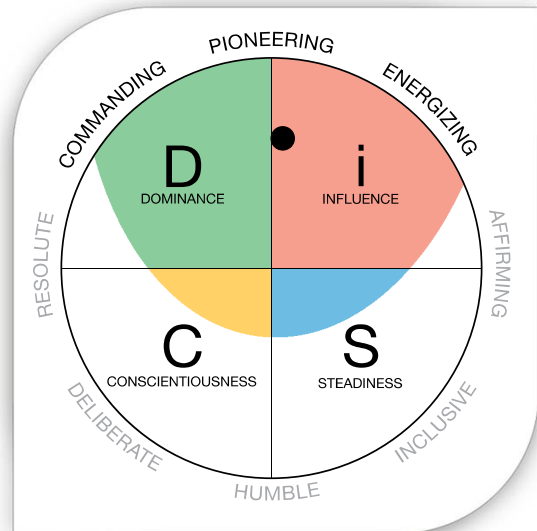 PIONEERING
COMMANDING
ENERGIZING
D
DOMINANCE
i
INFLUENCE
RESOLUTE
AFFIRMING
C
CONSCIENTIOUSNESS
S
STEADINESS
DELIBERATE
INCLUSIVE
HUMBLE